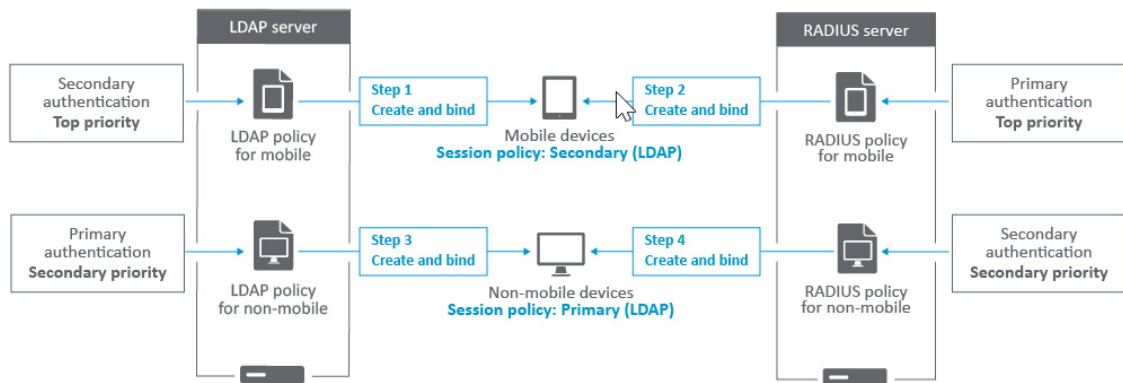 LDAP server
RADIUS server
Secondary
authentication
Top priority
LDAP policy
for mobile
Step 1
Create and bind
Mobile devices
Session policy: Secondary (LDAP)
Step 2
Create and bind
RADIUS policy
for mobile
Primary
authentication
Top priority
Primary
authentication
Secondary priority
LDAP policy
for non-mobile
Step 3
Create and bind
Non-mobile devices
Session policy: Primary (LDAP)
Step 4
Create and bind
RADIUS policy
for non-mobile
Secondary
authentication
Secondary priority